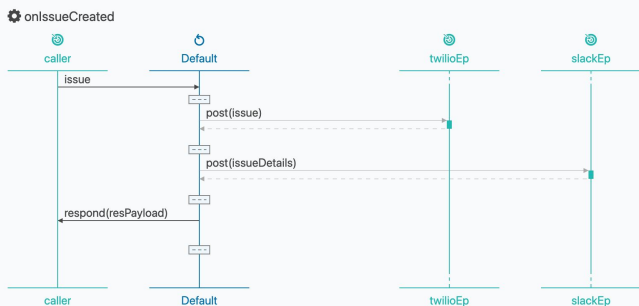 onIssueCreated
caller Default twilioEp slackEp
issue
post(issue)
post(issueDetails)
respond(resPayload)
caller Default twilioEp slackEp